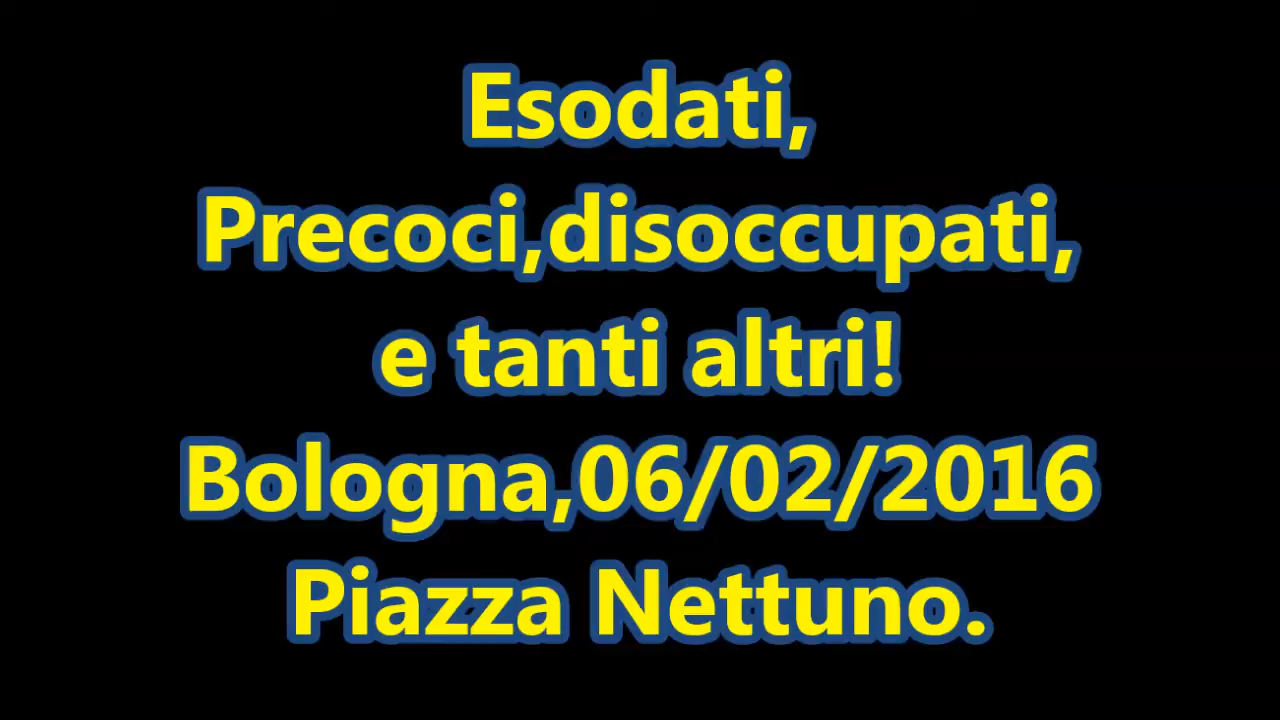 Esodati,
Precoci,disoccupati,
e tanti altri!
Bologna,06/02/2016
Piazza Nettuno.